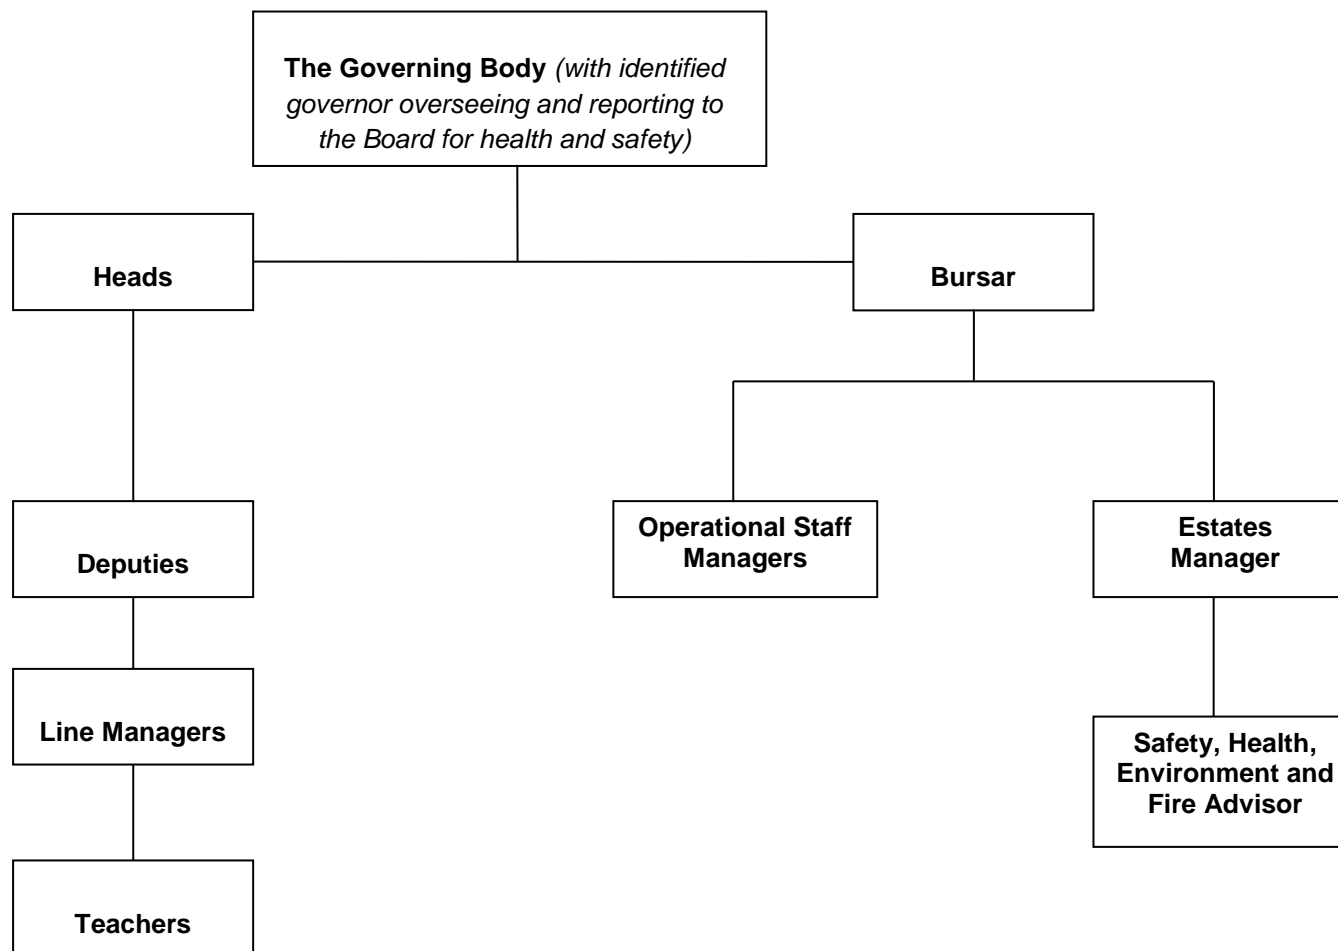 The Governing Body (with identified
governor overseeing and reporting to
the Board for health and safety)
Heads
Bursar
Operational Staff
Managers
Estates
Manager
Deputies
Line Managers
Safety, Health,
Environment and
Fire Advisor
Teachers